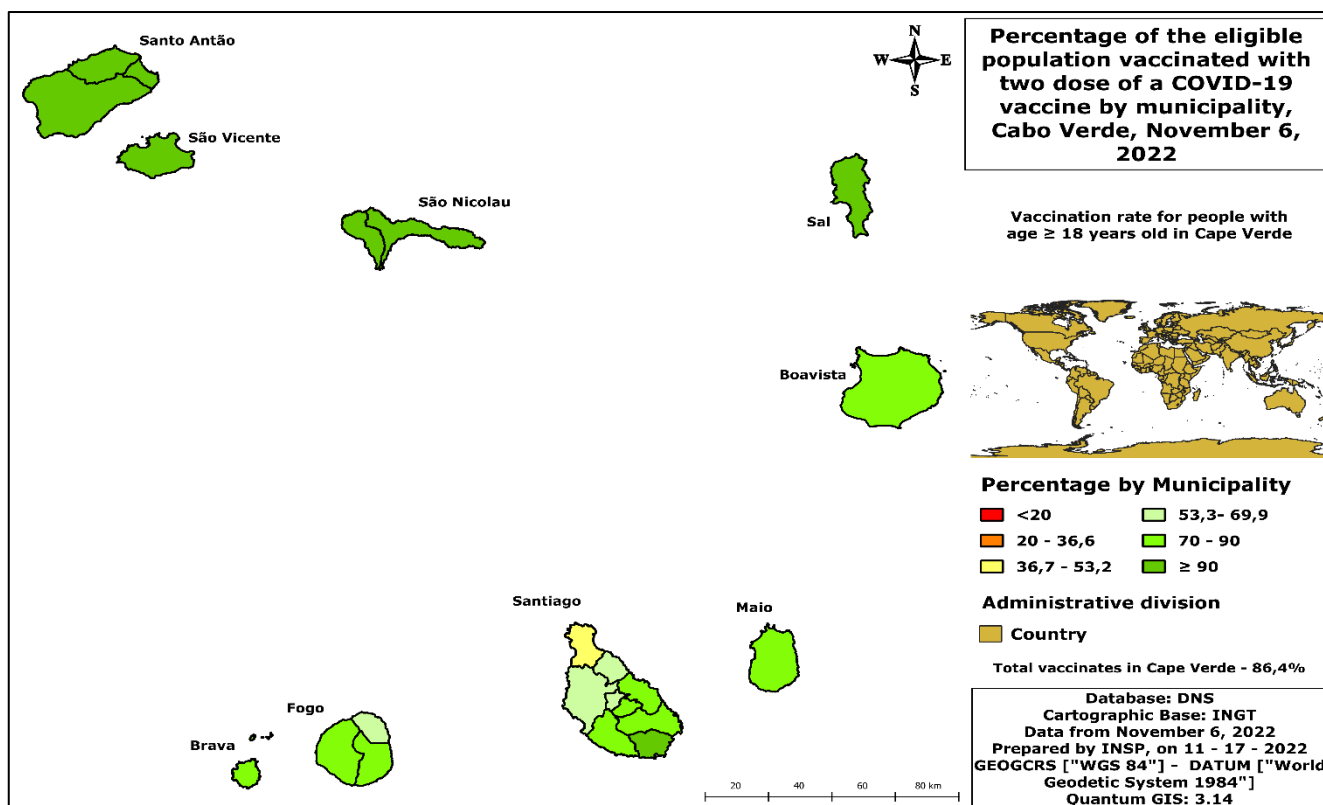 Santo Antão
São Vicente
São Nicolau
Sal
Boavista
Santiago
Maio
Fogo
Brava
N
W
E
S
Percentage of the eligible
population vaccinated with
two dose of a COVID-19
vaccine by municipality,
Cabo Verde, November 6,
2022
Vaccination rate for people with
age ≥ 18 years old in Cape Verde
Percentage by Municipality
<20
20 - 36,6
36,7 - 53,2
53,3- 69,9
70 - 90
≥ 90
Administrative division
Country
Total vaccinates in Cape Verde - 86,4%
Database: DNS
Cartographic Base: INGT
Data from November 6, 2022
Prepared by INSP, on 11 - 17 - 2022
GEOGCRS ["WGS 84"] - DATUM ["World
Geodetic System 1984"]
Quantum GIS: 3.14
20 40 60 80 km